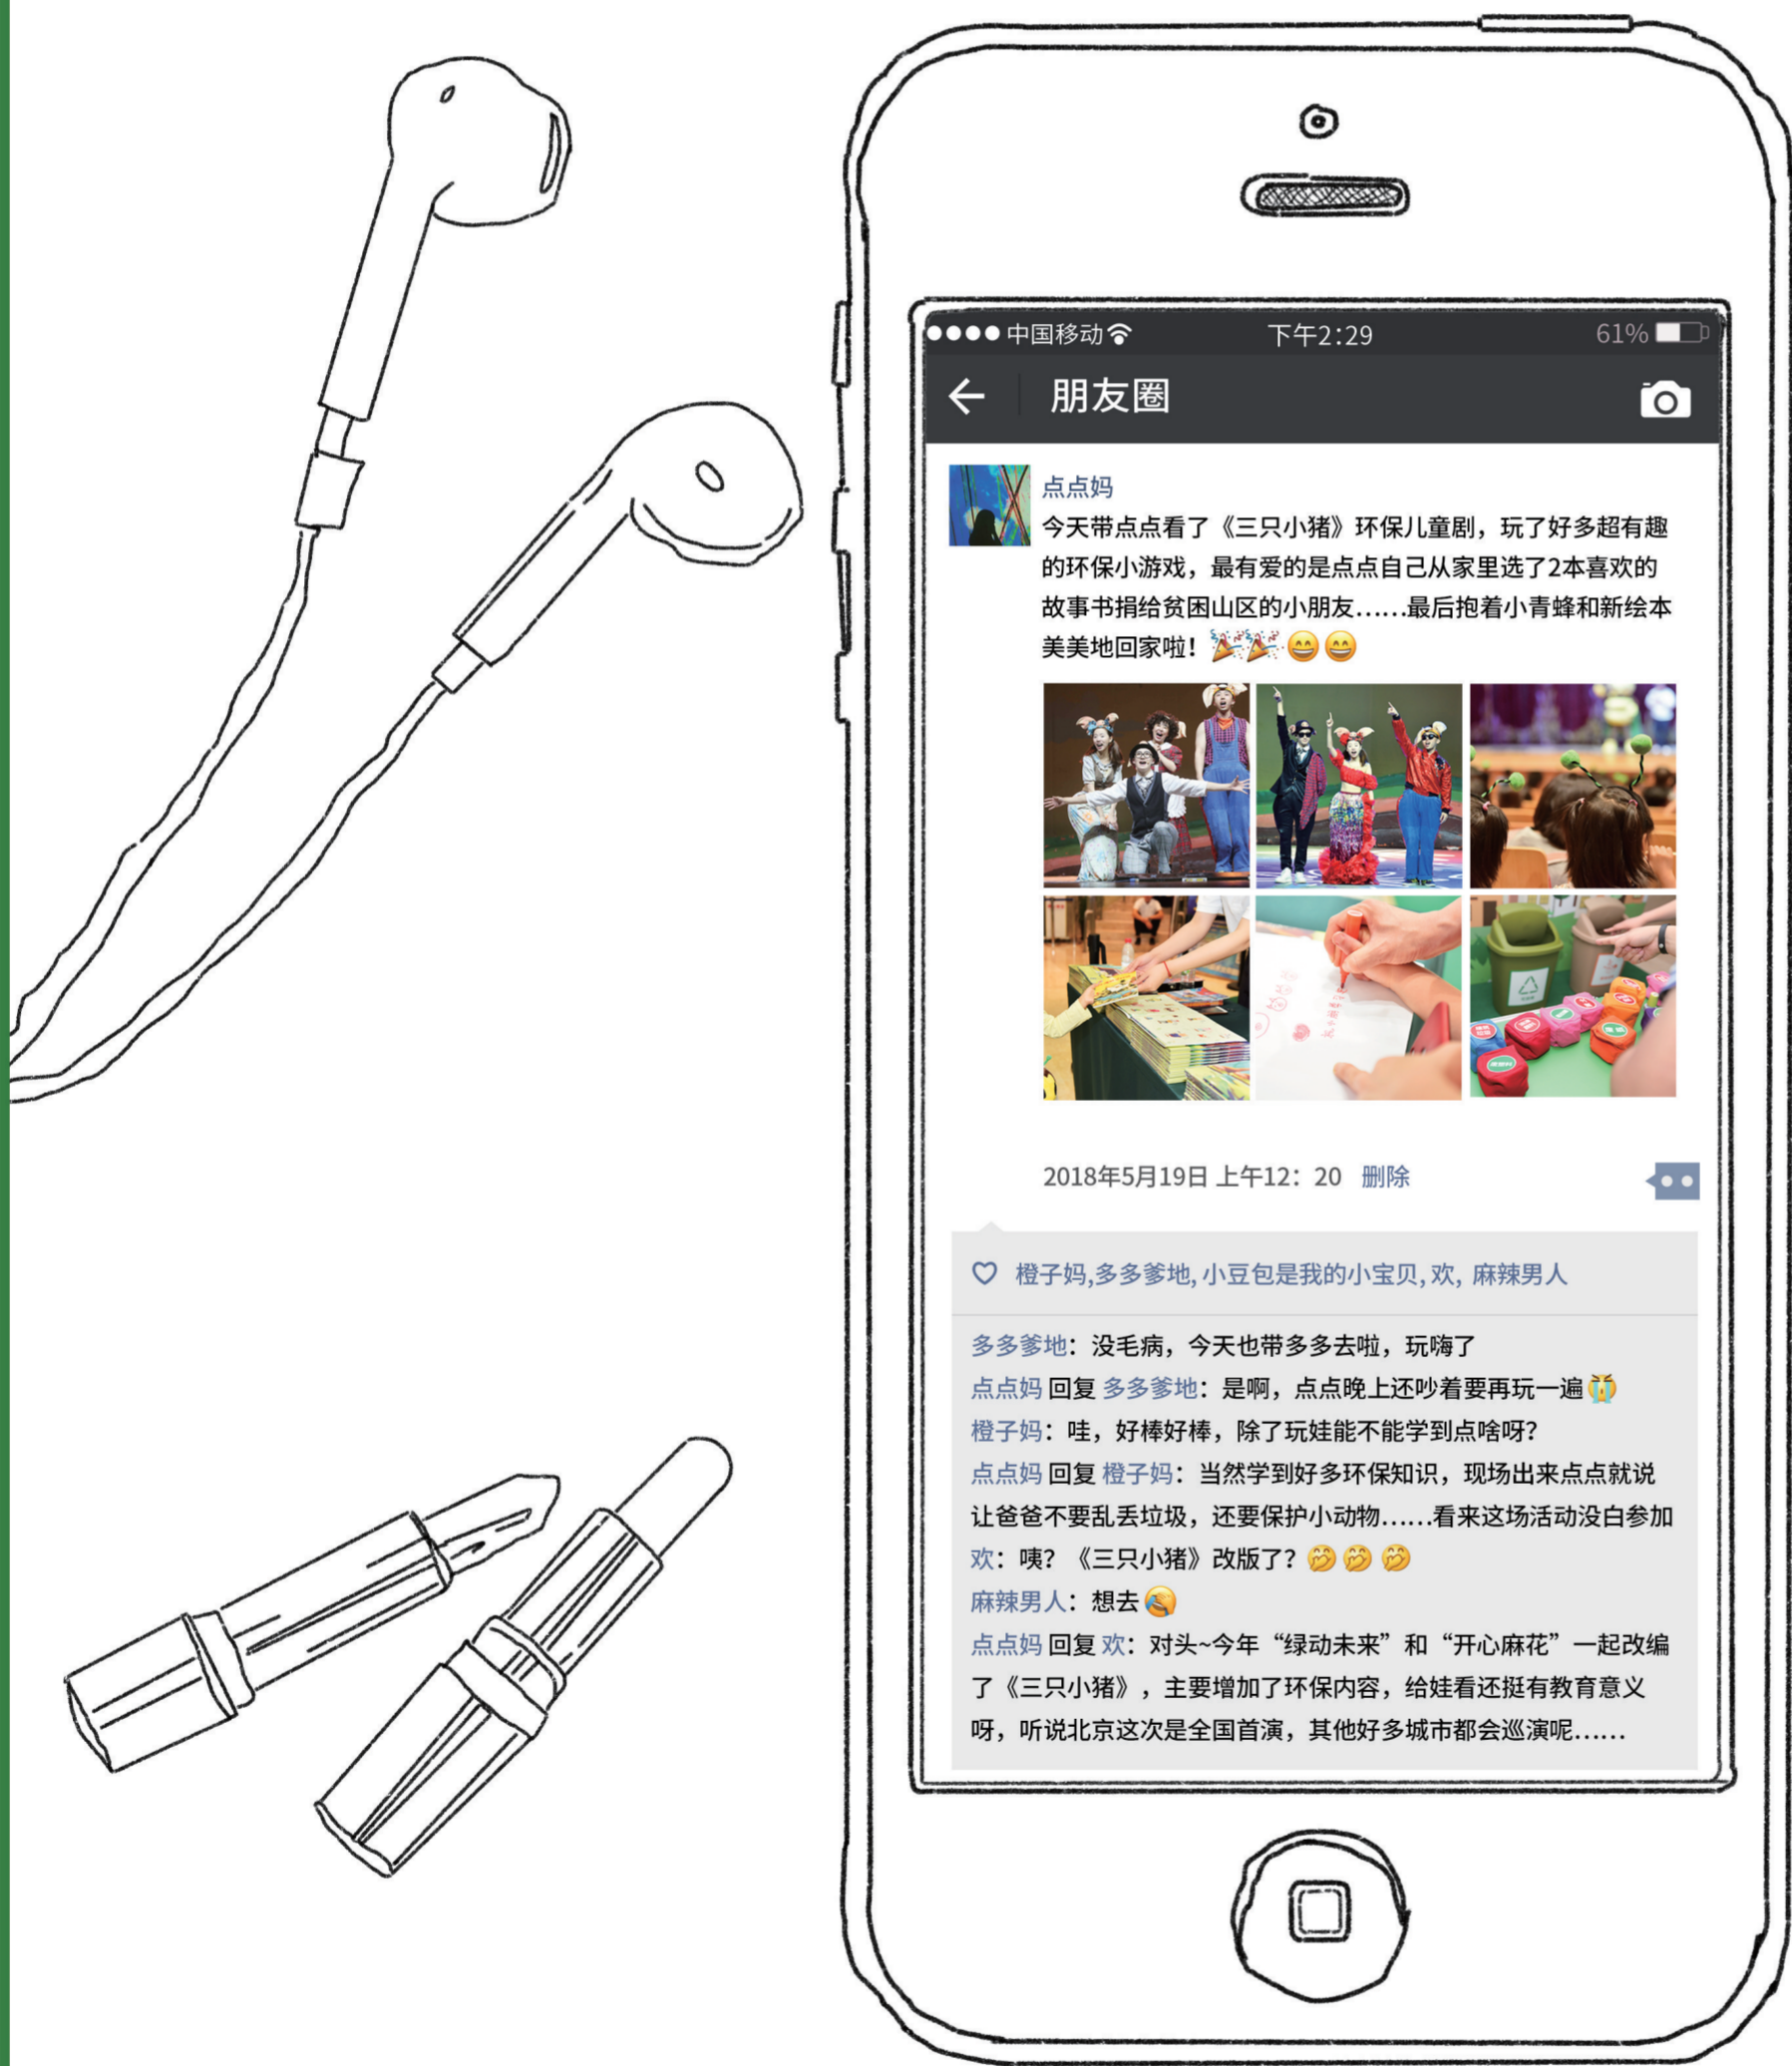 中国移动 下午2:29 61%
朋友圈
点点妈
今天带点点看了《三只小猪》环保儿童剧，玩了好多超有趣
的环保小游戏，最有爱的是点点自己从家里选了2本喜欢的
故事书捐给贫困山区的小朋友……最后抱着小青蜂和新绘本
美美地回家啦！🎉🎉😄😄
2018年5月19日 上午12：20 删除
橙子妈,多多爹地, 小豆包是我的小宝贝, 欢, 麻辣男人
多多爹地：没毛病，今天也带多多去啦，玩嗨了
点点妈 回复 多多爹地：是啊，点点晚上还吵着要再玩一遍😭
橙子妈：哇，好棒好棒，除了玩娃能不能学到点啥呀？
点点妈 回复 橙子妈：当然学到好多环保知识，现场出来点点就说
让爸爸不要乱丢垃圾，还要保护小动物……看来这场活动没白参加
欢：咦？《三只小猪》改版了？🤭🤭🤭
麻辣男人：想去🤣
点点妈 回复 欢：对头~今年“绿动未来”和“开心麻花”一起改编
了《三只小猪》，主要增加了环保内容，给娃看还挺有教育意义
呀，听说北京这次是全国首演，其他好多城市都会巡演呢……